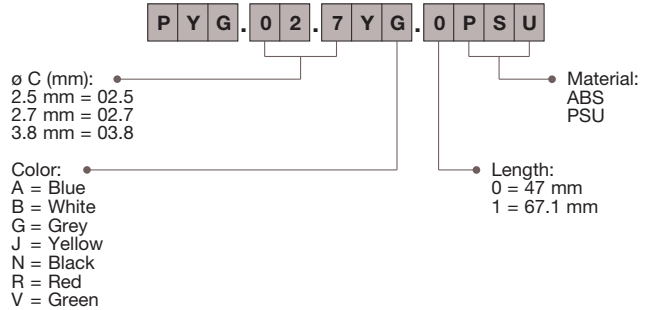 PYG.02.7YG.0PSU
ø C (mm):
2.5 mm = 02.5
2.7 mm = 02.7
3.8 mm = 03.8
Material:
ABS
PSU
Color:
A = Blue
B = White
G = Grey
J = Yellow
N = Black
R = Red
V = Green
Length:
0 = 47 mm
1 = 67.1 mm